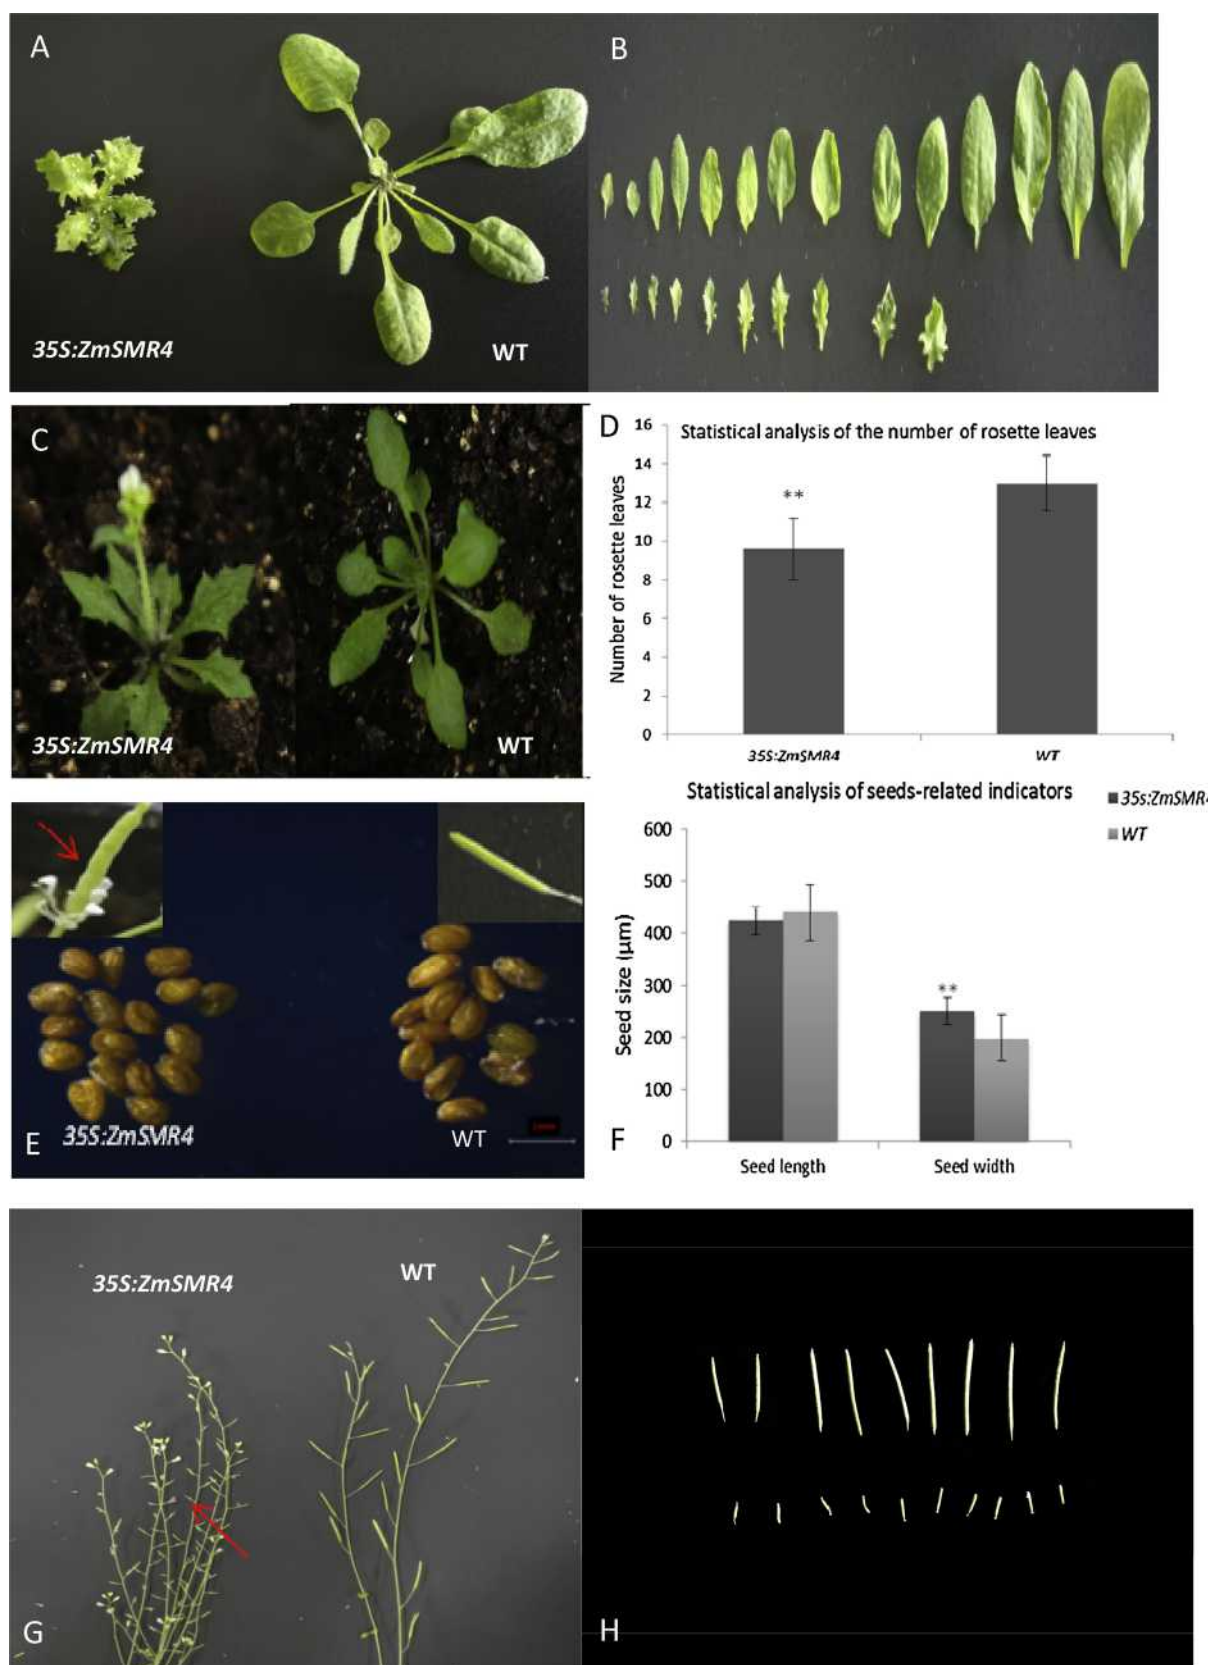 A
B
35S:ZmSMR4
WT
C
35S:ZmSMR4
WT
D
Statistical analysis of the number of rosette leaves
Number of rosette leaves
16
14
12
10
8
6
4
2
0
**
35S:ZmSMR4
WT
E
35S:ZmSMR4
WT
Statistical analysis of seeds-related indicators
35s:ZmSMR4
WT
Seed size (μm)
600
500
400
300
200
100
0
**
F
Seed length
Seed width
35S:ZmSMR4
WT
G
H